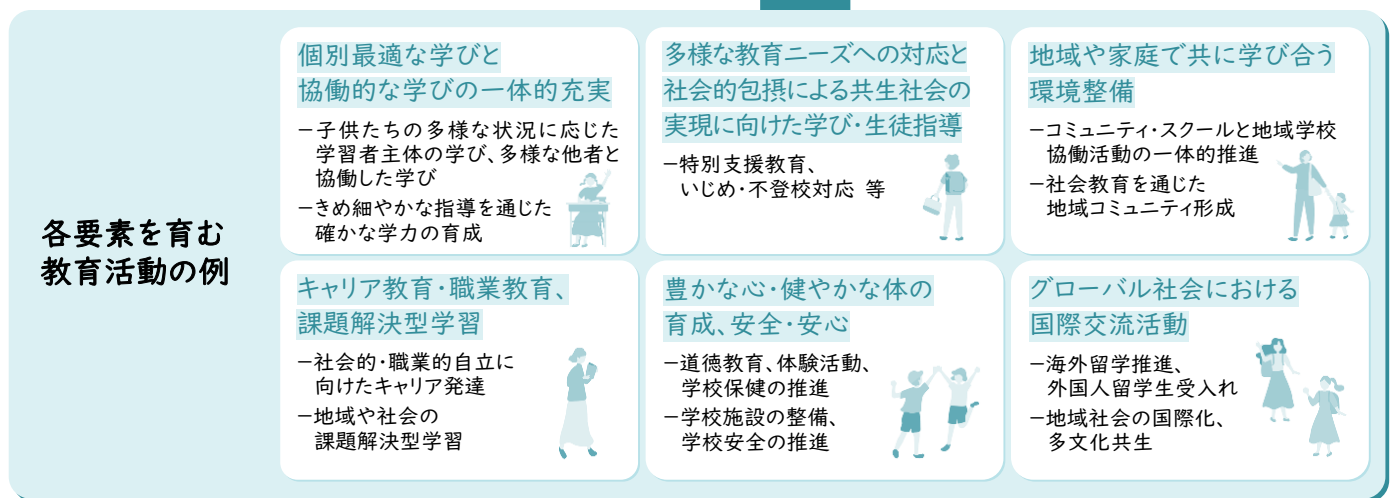 各要素を育む
教育活動の例
個別最適な学びと
協働的な学びの一体的充実
－子供たちの多様な状況に応じた
学習者主体の学び、多様な他者と
協働した学び
－きめ細やかな指導を通じた
確かな学力の育成
多様な教育ニーズへの対応と
社会的包摂による共生社会の
実現に向けた学び・生徒指導
－特別支援教育、
いじめ・不登校対応 等
地域や家庭で共に学び合う
環境整備
－コミュニティ・スクールと地域学校
協働活動の一体的推進
－社会教育を通じた
地域コミュニティ形成
キャリア教育・職業教育、
課題解決型学習
－社会的・職業的自立に
向けたキャリア発達
－地域や社会の
課題解決型学習
豊かな心・健やかな体の
育成、安全・安心
－道徳教育、体験活動、
学校保健の推進
－学校施設の整備、
学校安全の推進
グローバル社会における
国際交流活動
－海外留学推進、
外国人留学生受入れ
－地域社会の国際化、
多文化共生